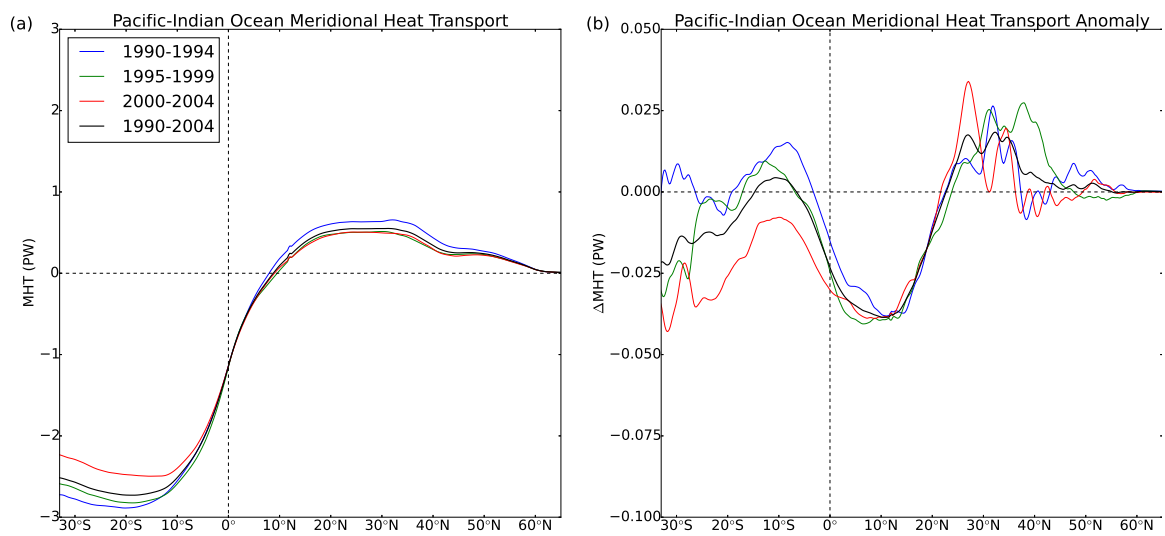 (a)
Pacific-Indian Ocean Meridional Heat Transport
3
2
1
0
−1
−2
−3
MHT (PW)
1990-1994
1995-1999
2000-2004
1990-2004
30°S 20°S 10°S 0° 10°N 20°N 30°N 40°N 50°N 60°N
(b)
Pacific-Indian Ocean Meridional Heat Transport Anomaly
0.050
0.025
0.000
−0.025
−0.050
−0.075
−0.100
ΔMHT (PW)
30°S 20°S 10°S 0° 10°N 20°N 30°N 40°N 50°N 60°N